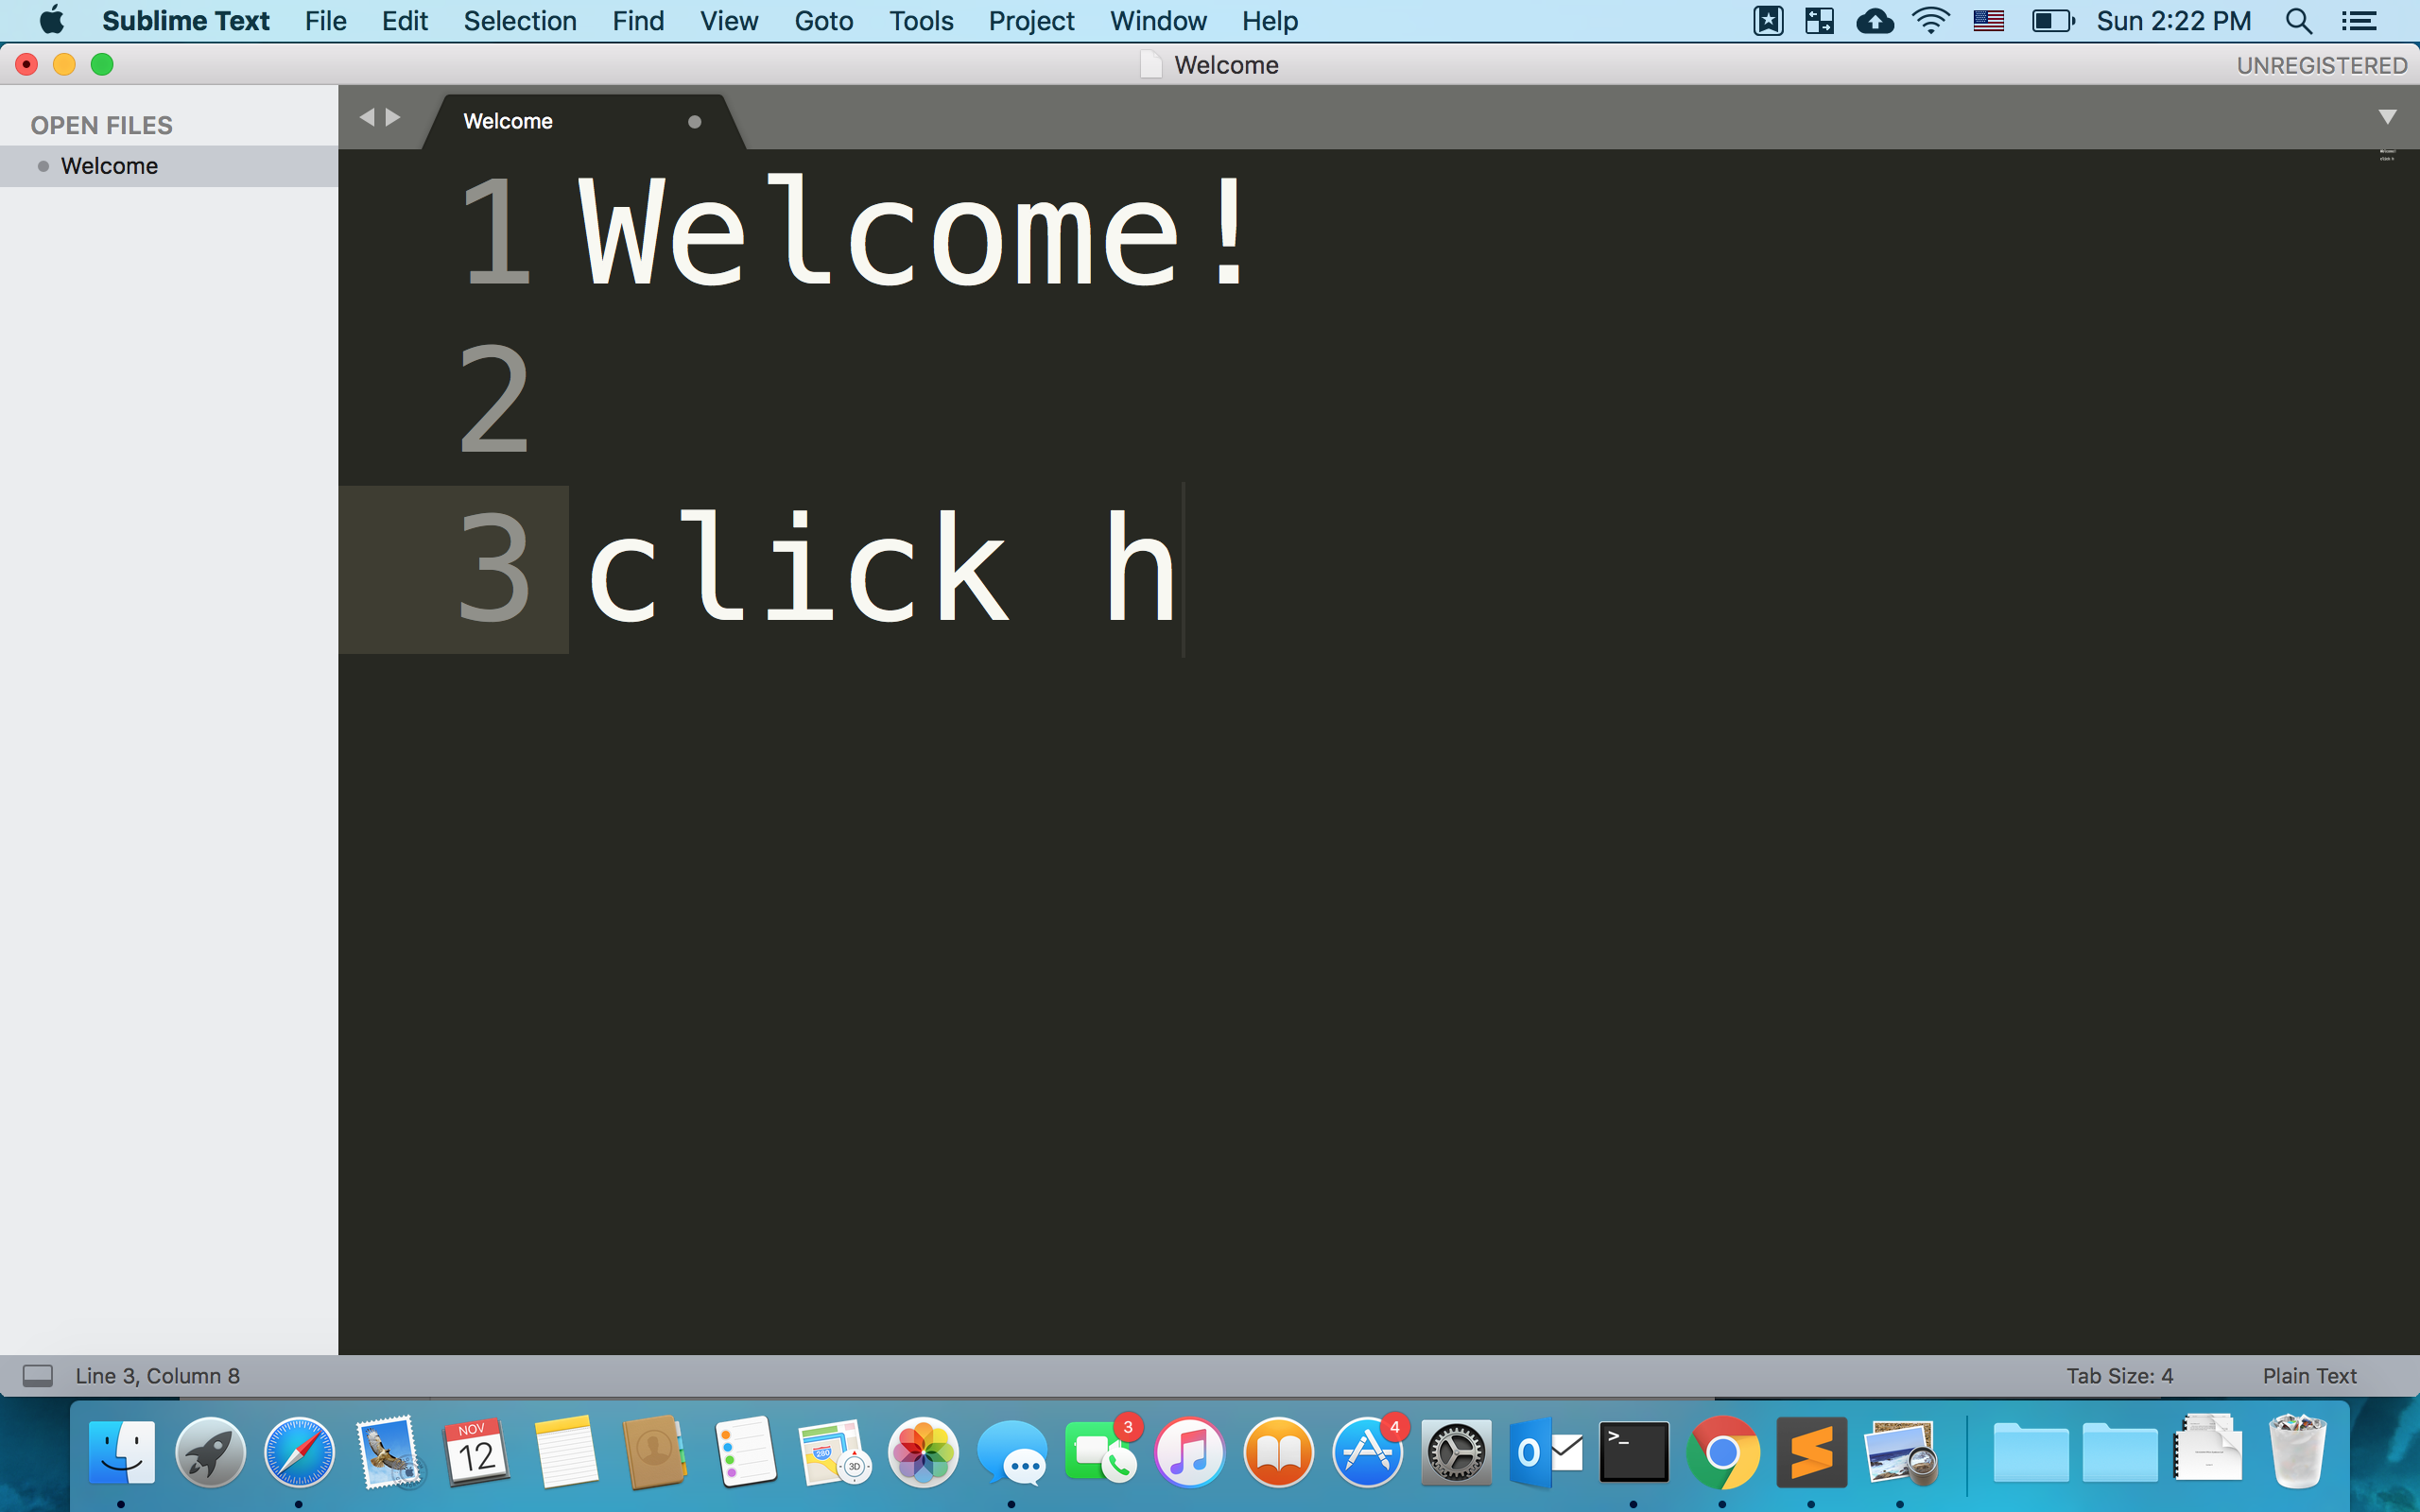 Sublime Text File Edit Selection Find View Goto Tools Project Window Help Sun 2:22 PM
Welcome UNREGISTERED
OPEN FILES
Welcome
Welcome
1 Welcome!
2
3 click h
Line 3, Column 8 Tab Size: 4 Plain Text
NOV
12
280
3D
3
4
O
>_